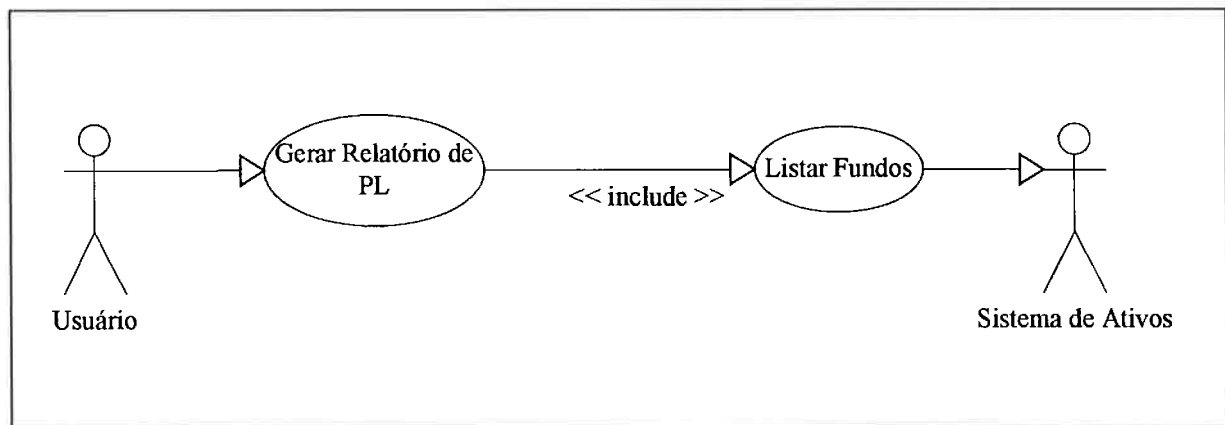 Gerar Relatório de
PL
<< include >>
Listar Fundos
Usuário
Sistema de Ativos